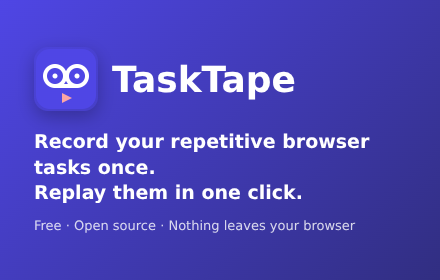 TaskTape
Record your repetitive browser
tasks once.
Replay them in one click.
Free · Open source · Nothing leaves your browser